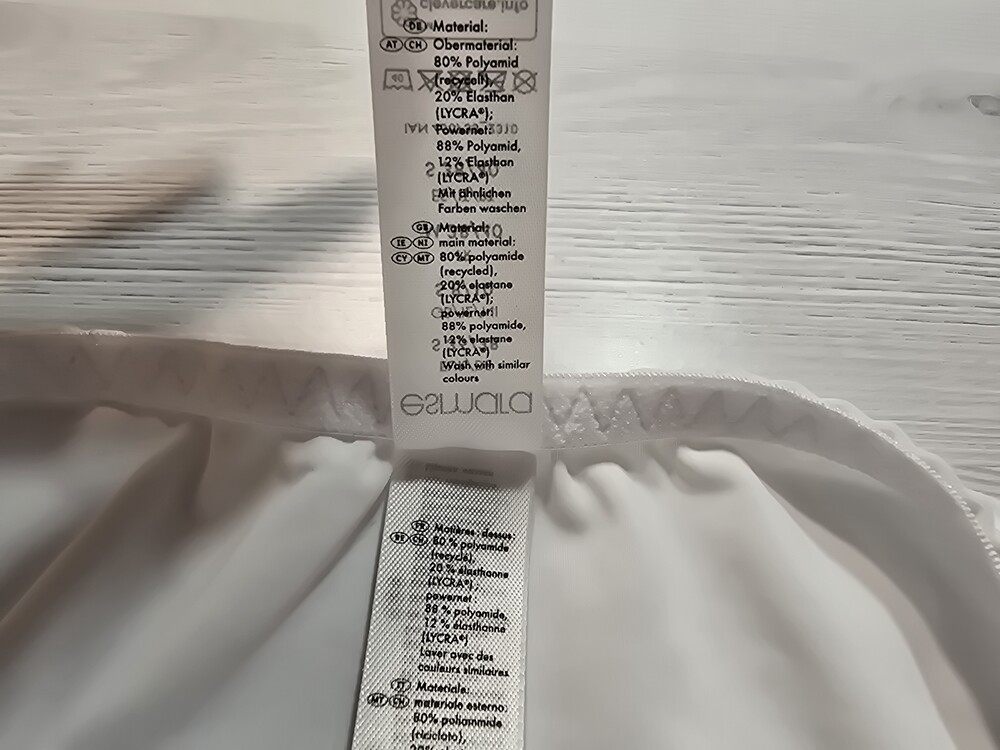 clevercare.info
DE Material:
AT CH Obermaterial:
80% Polyamid
(recycelt),
20% Elasthan
(LYCRA®);
Powernet:
88% Polyamid,
12% Elasthan
(LYCRA®)
Mit ähnlichen
Farben waschen
GB Material:
IE NI main material:
CY MT 80% polyamide
(recycled),
20% elastane
(LYCRA®);
powernet:
88% polyamide,
12% elastane
(LYCRA®)
Wash with similar
colours
esmara
FR Matières: dessus:
BE CH 80 % polyamide
(recyclé),
20 % élasthanne
(LYCRA®);
powernet :
88 % polyamide,
12 % élasthanne
(LYCRA®)
Laver avec des
couleurs similaires
IT Materiale:
MT CH materiale esterno:
80% poliammide
(riciclato),